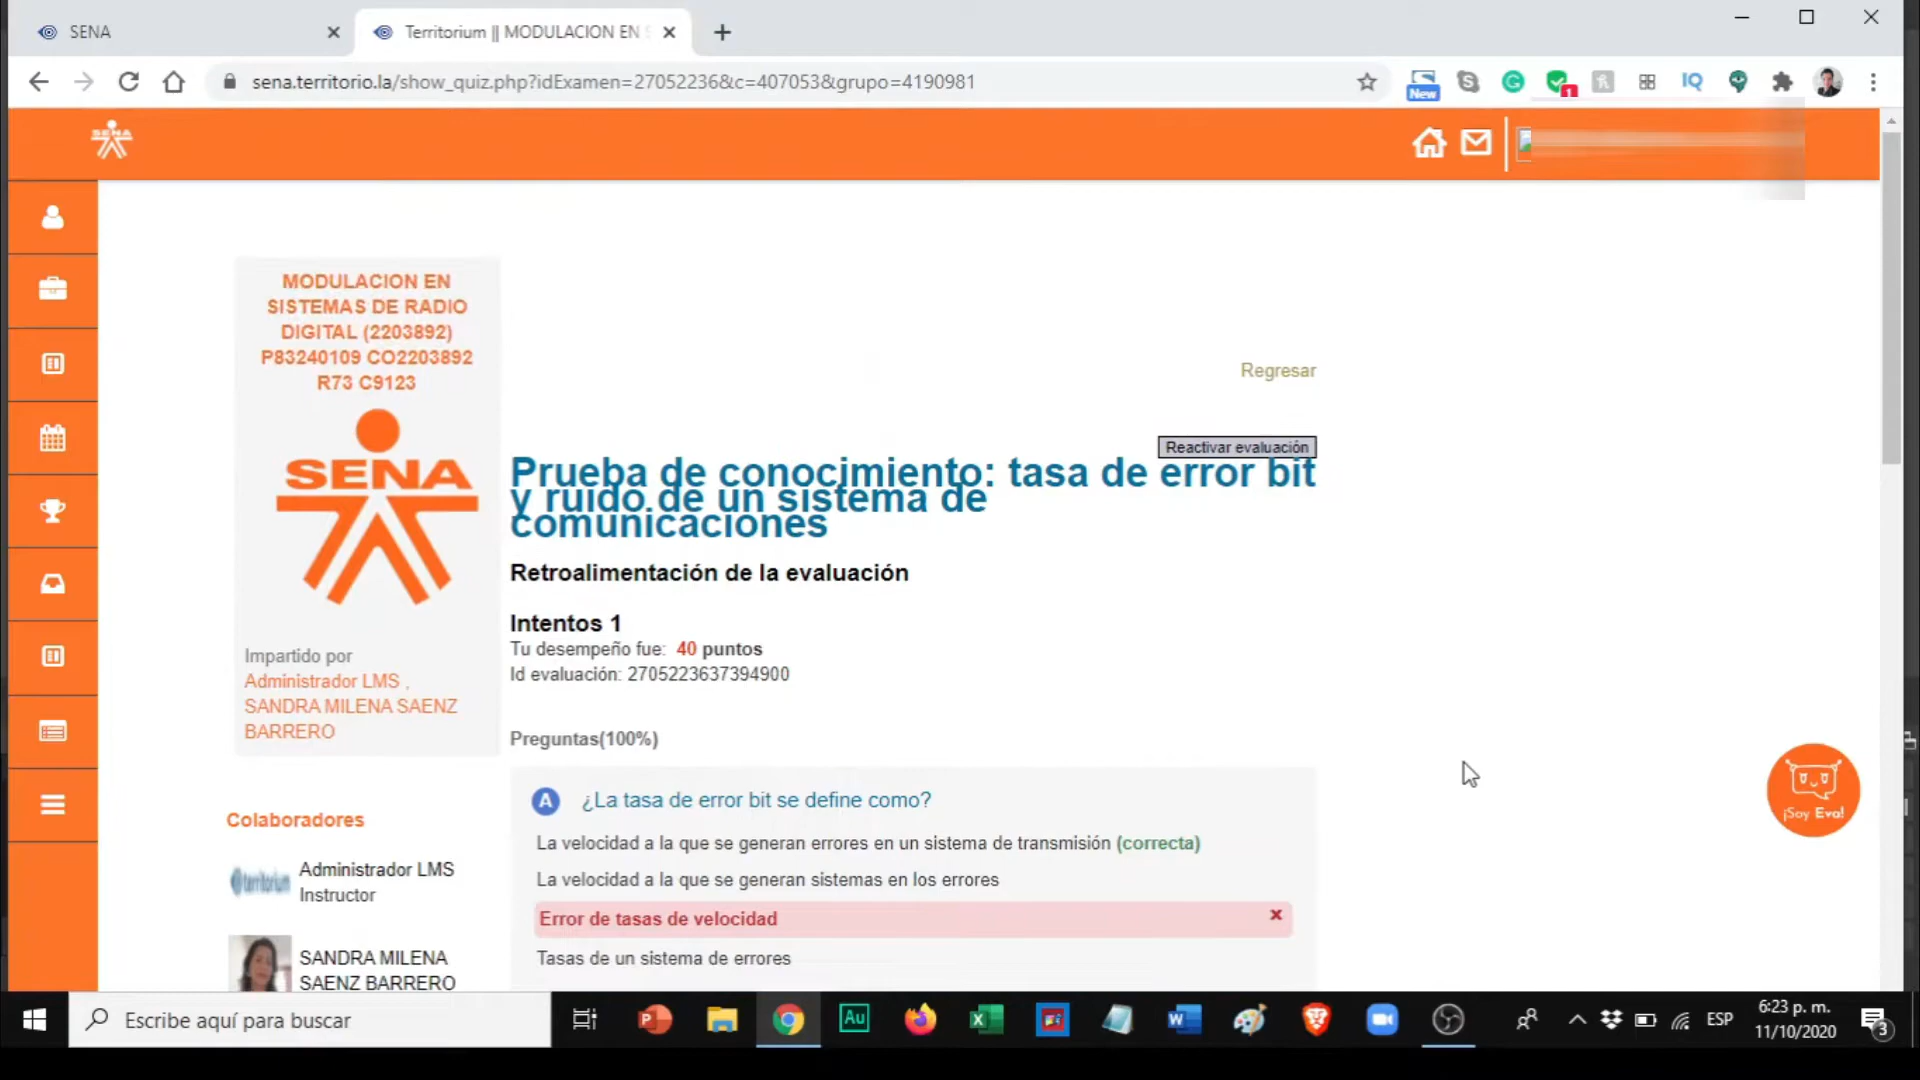 SENA
Territorium || MODULACION EN S
sena.territorio.la/show_quiz.php?idExamen=27052236&c=407053&grupo=4190981
New
1
IQ
SENA
MODULACION EN
SISTEMAS DE RADIO
DIGITAL (2203892)
P83240109 CO2203892
R73 C9123
SENA
Impartido por
Administrador LMS ,
SANDRA MILENA SAENZ
BARRERO
Colaboradores
territorium
Administrador LMS
Instructor
SANDRA MILENA
SAENZ BARRERO
Regresar
Reactivar evaluación
Prueba de conocimiento: tasa de error bit
y ruido de un sistema de
comunicaciones
Retroalimentación de la evaluación
Intentos 1
Tu desempeño fue: 40 puntos
Id evaluación: 2705223637394900
Preguntas(100%)
A ¿La tasa de error bit se define como?
La velocidad a la que se generan errores en un sistema de transmisión (correcta)
La velocidad a la que se generan sistemas en los errores
Error de tasas de velocidad
Tasas de un sistema de errores
¡Soy Eva!
Escribe aquí para buscar
Au
ESP
6:23 p. m.
11/10/2020
3